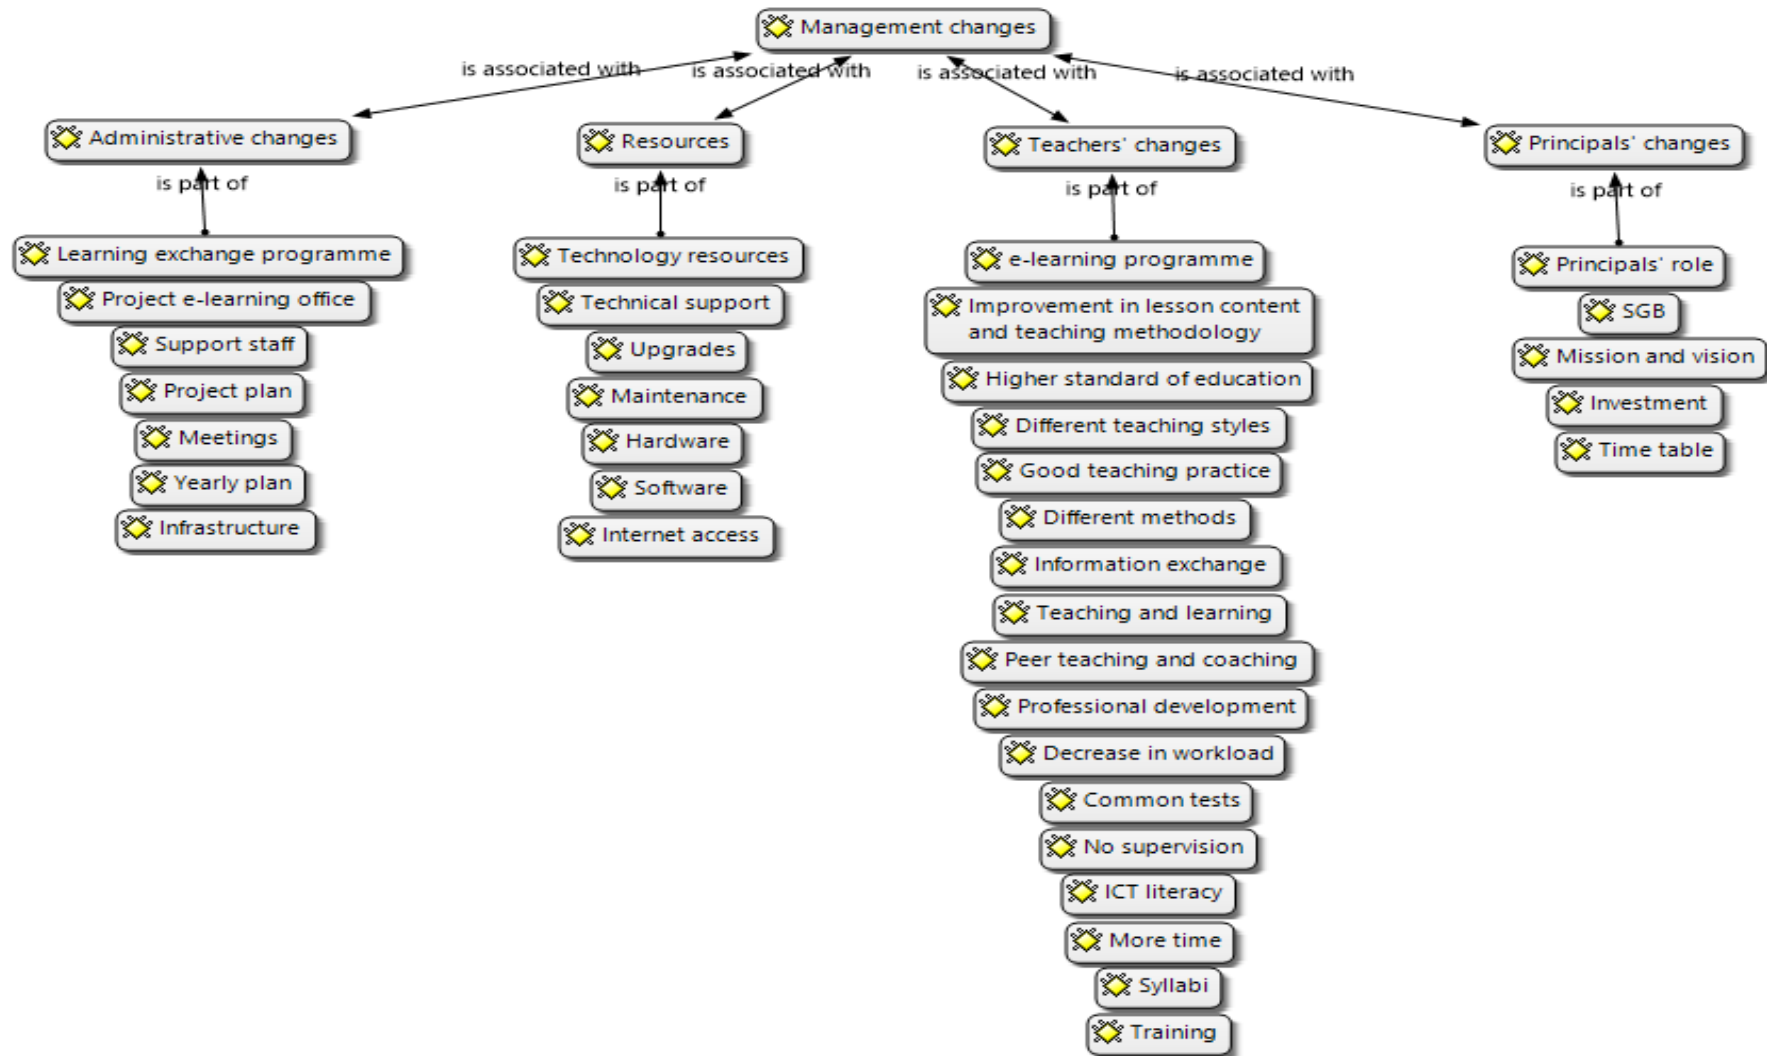 Management changes
is associated with
is associated with
is associated with
is associated with
Administrative changes
is part of
Learning exchange programme
Project e-learning office
Support staff
Project plan
Meetings
Yearly plan
Infrastructure
Resources
is part of
Technology resources
Technical support
Upgrades
Maintenance
Hardware
Software
Internet access
Teachers' changes
is part of
e-learning programme
Improvement in lesson content
and teaching methodology
Higher standard of education
Different teaching styles
Good teaching practice
Different methods
Information exchange
Teaching and learning
Peer teaching and coaching
Professional development
Decrease in workload
Common tests
No supervision
ICT literacy
More time
Syllabi
Training
Principals' changes
is part of
Principals' role
SGB
Mission and vision
Investment
Time table